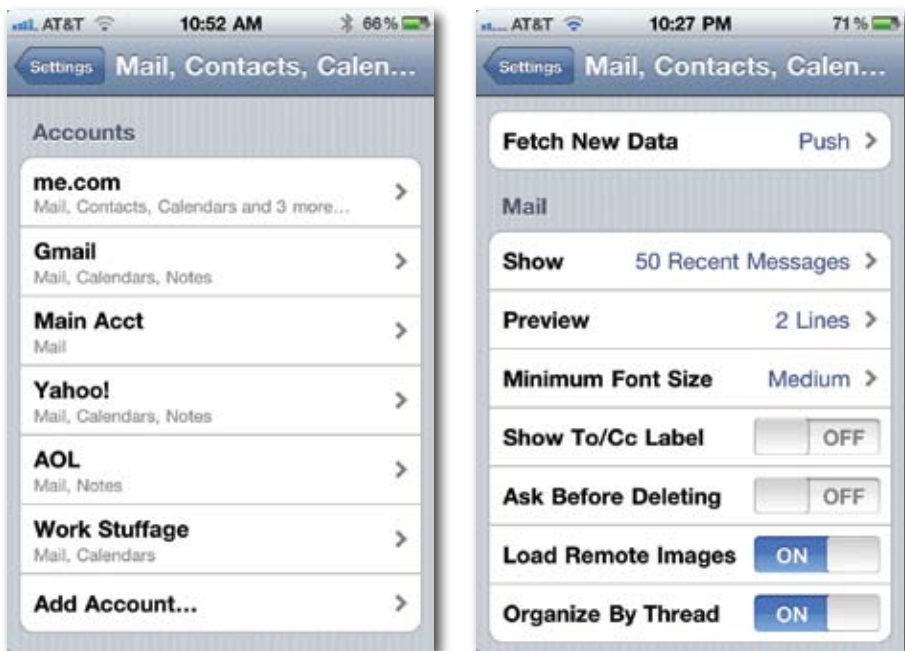 AT&T 10:52 AM 66%
Settings Mail, Contacts, Calen...
Accounts
me.com
Mail, Contacts, Calendars and 3 more...
Gmail
Mail, Calendars, Notes
Main Acct
Mail
Yahoo!
Mail, Calendars, Notes
AOL
Mail, Notes
Work Stuffage
Mail, Calendars
Add Account...
AT&T 10:27 PM 71%
Settings Mail, Contacts, Calen...
Fetch New Data Push
Mail
Show 50 Recent Messages
Preview 2 Lines
Minimum Font Size Medium
Show To/Cc Label OFF
Ask Before Deleting OFF
Load Remote Images ON
Organize By Thread ON